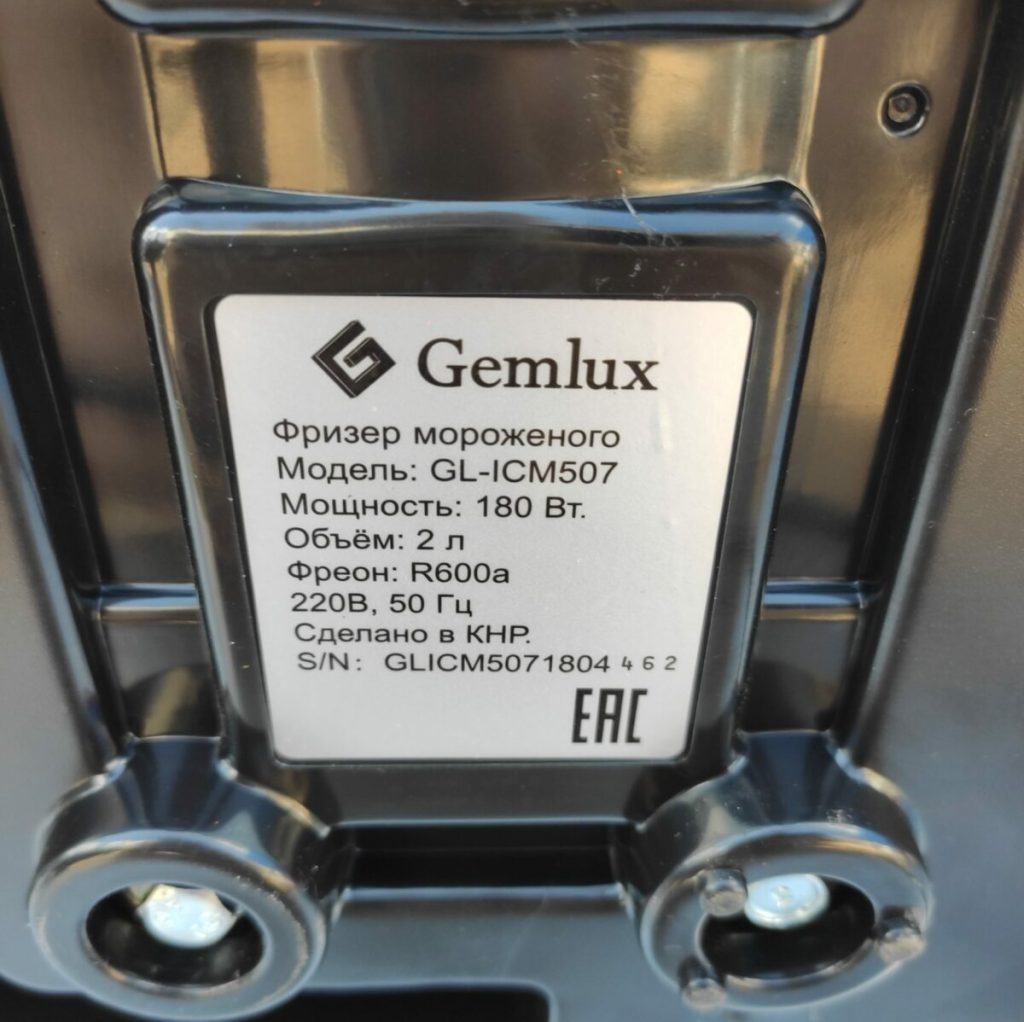 Gemlux
Фризер мороженого
Модель: GL-ICM507
Мощность: 180 Вт.
Объём: 2 л
Фреон: R600a
220В, 50 Гц
Сделано в КНР.
S/N: GLICM5071804 4 6 2
EAC